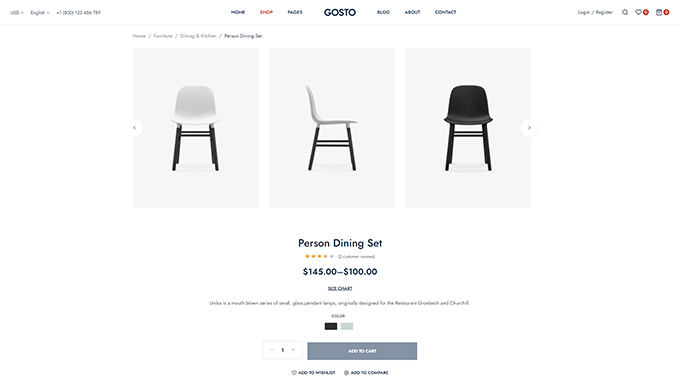 USD English +1 (800) 123 456 789 HOME SHOP PAGES GOSTO BLOG ABOUT CONTACT Login / Register 0 0
Home / Furniture / Dining & Kitchen / Person Dining Set
Person Dining Set
(2 customer reviews)
$145.00–$100.00
SIZE CHART
Unika is a mouth blown series of small, glass pendant lamps, originally designed for the Restaurant Gronbech and Churchill.
COLOR
− 1 + ADD TO CART
ADD TO WISHLIST ADD TO COMPARE